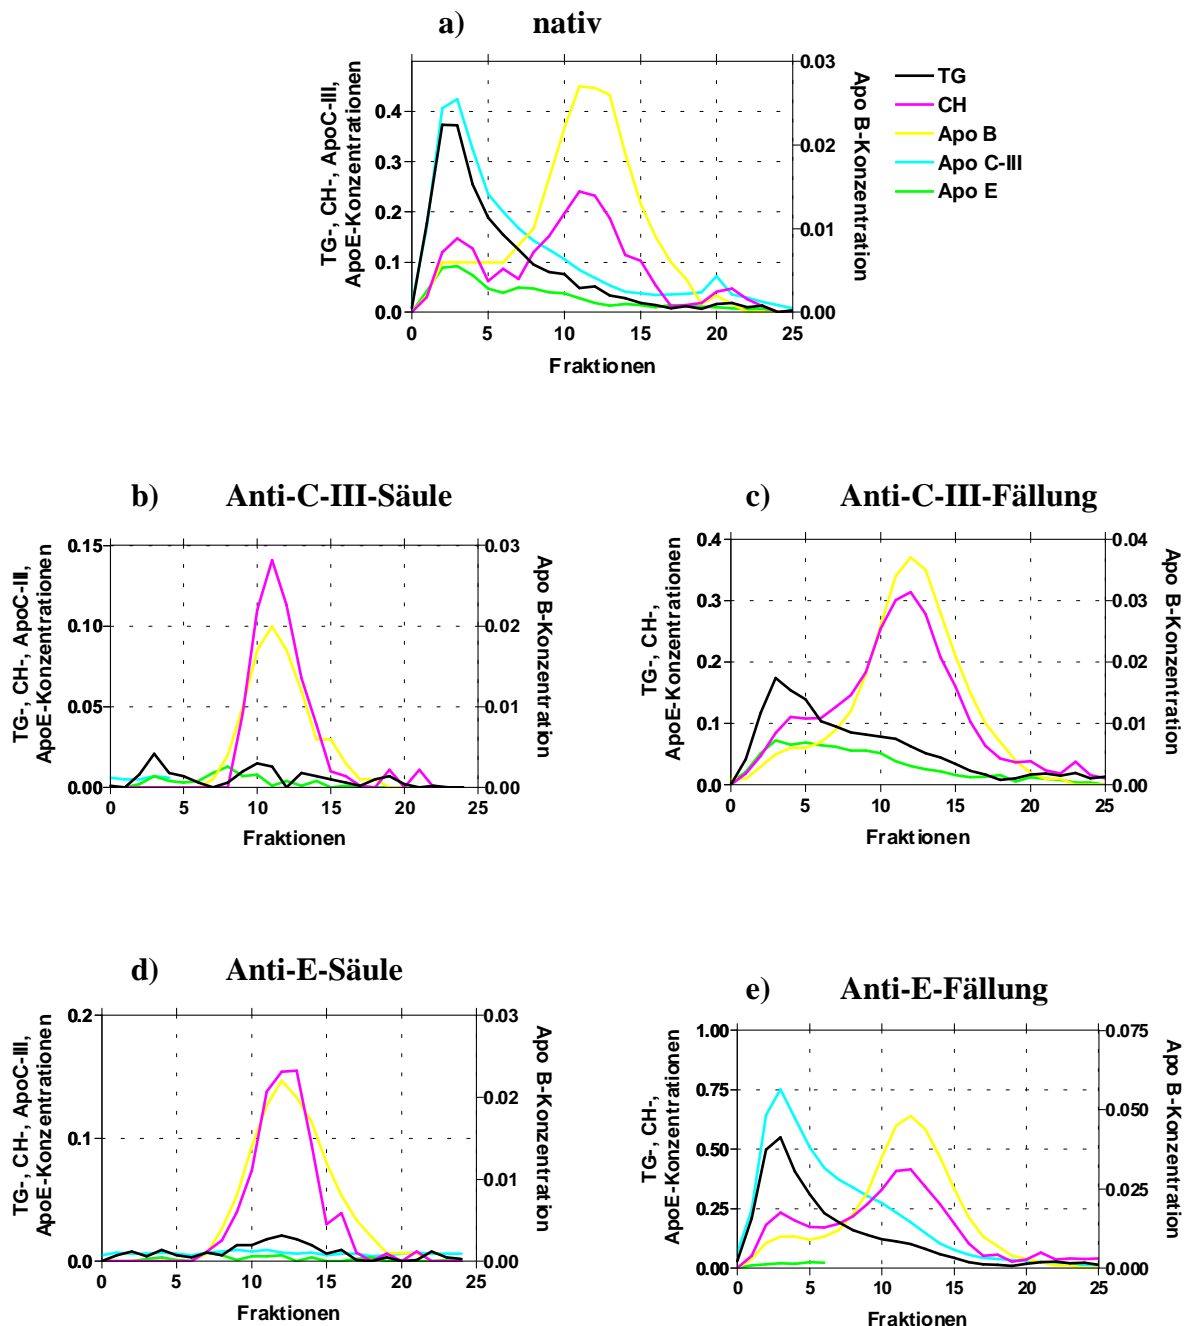 a) nativ
TG-, CH-, ApoC-III,
ApoE-Konzentrationen
0.4
0.3
0.2
0.1
0.0
0.03
0.02
0.01
0.00
Apo B-Konzentration
0 5 10 15 20 25
Fraktionen
TG
CH
Apo B
Apo C-III
Apo E
b) Anti-C-III-Säule
TG-, CH-, ApoC-III,
ApoE-Konzentrationen
0.15
0.10
0.05
0.00
0.03
0.02
0.01
0.00
Apo B-Konzentration
0 5 10 15 20 25
Fraktionen
c) Anti-C-III-Fällung
TG-, CH-,
ApoE-Konzentrationen
0.4
0.3
0.2
0.1
0.0
0.04
0.03
0.02
0.01
0.00
Apo B-Konzentration
0 5 10 15 20 25
Fraktionen
d) Anti-E-Säule
TG-, CH-, ApoC-III,
ApoE-Konzentrationen
0.2
0.1
0.0
0.03
0.02
0.01
0.00
Apo B-Konzentration
0 5 10 15 20 25
Fraktionen
e) Anti-E-Fällung
TG-, CH-,
ApoE-Konzentrationen
1.00
0.75
0.50
0.25
0.00
0.075
0.050
0.025
0.000
Apo B-Konzentration
0 5 10 15 20 25
Fraktionen